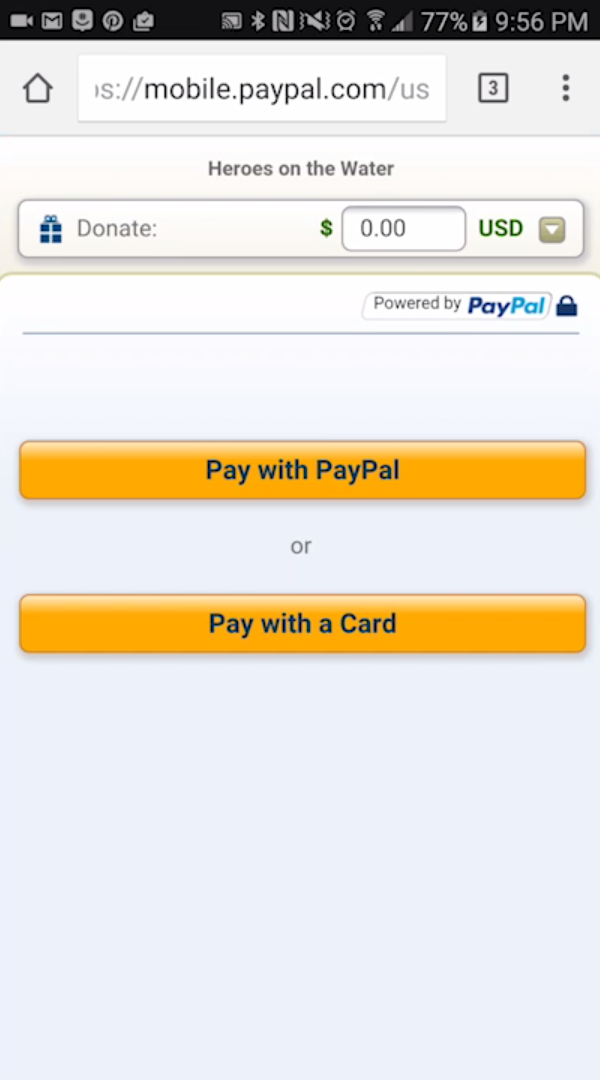 77% 9:56 PM
s://mobile.paypal.com/us
3
Heroes on the Water
Donate: $ 0.00 USD
Powered by PayPal
Pay with PayPal
or
Pay with a Card